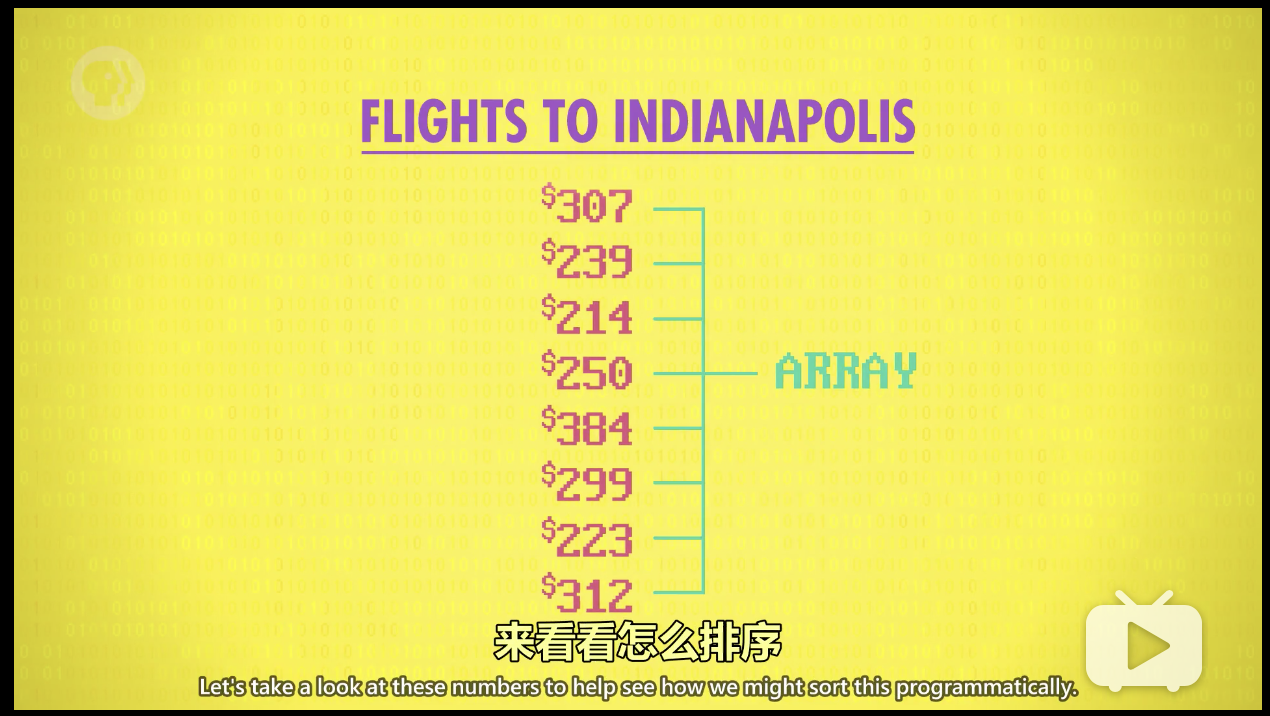 FLIGHTS TO INDIANAPOLIS
$307
$239
$214
$250
$384
$299
$223
$312
ARRAY
来看看怎么排序
Let's take a look at these numbers to help see how we might sort this programmatically.